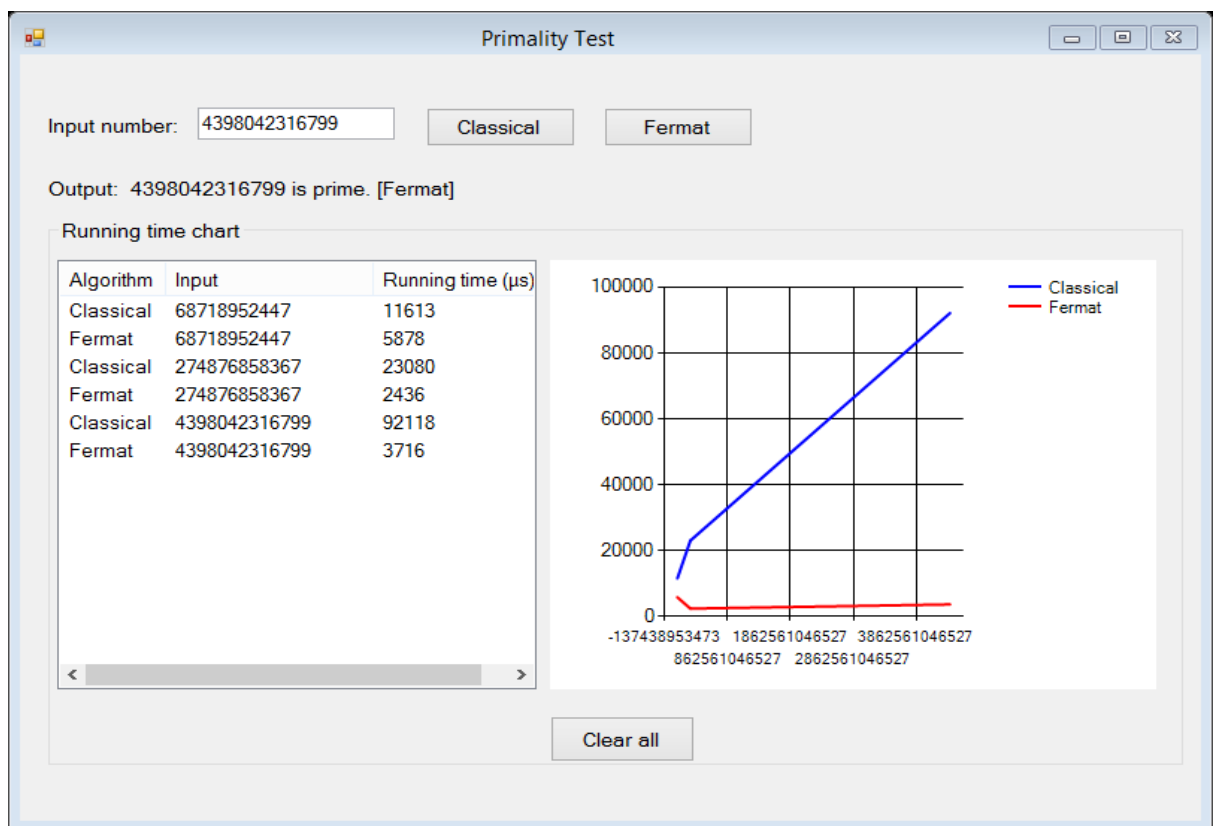 Primality Test
Input number: 4398042316799 Classical Fermat
Output: 4398042316799 is prime. [Fermat]
Running time chart
Algorithm Input Running time (µs)
Classical 68718952447 11613
Fermat 68718952447 5878
Classical 274876858367 23080
Fermat 274876858367 2436
Classical 4398042316799 92118
Fermat 4398042316799 3716
100000
80000
60000
40000
20000
0
-137438953473 1862561046527 3862561046527
862561046527 2862561046527
Classical
Fermat
Clear all